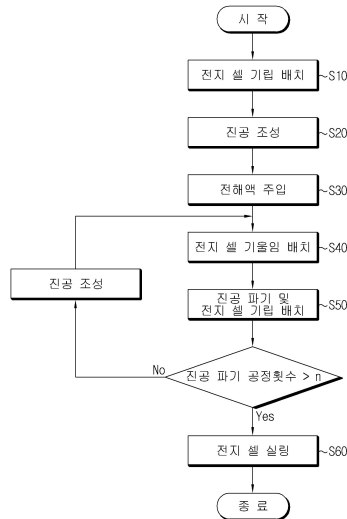 시 작
전지 셀 기립 배치
S10
진공 조성
S20
전해액 주입
S30
전지 셀 기울임 배치
S40
진공 조성
진공 파기 및
전지 셀 기립 배치
S50
No
진공 파기 공정횟수 > n
Yes
전지 셀 실링
S60
종 료